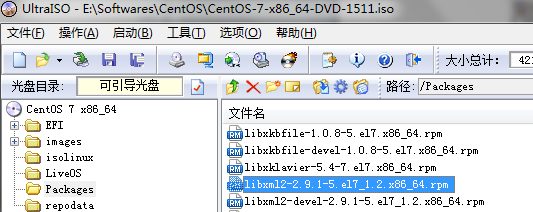 UltraISO - E:\Softwares\CentOS\CentOS-7-x86_64-DVD-1511.iso
文件(F) 操作(A) 启动(B) 工具(T) 选项(O) 帮助(H)
大小总计: 421
光盘目录: 可引导光盘 路径: /Packages
CentOS 7 x86_64
EFI
images
isolinux
LiveOS
Packages
repodata
文件名
libxkbfile-1.0.8-5.el7.x86_64.rpm
libxkbfile-devel-1.0.8-5.el7.x86_64.rpm
libxklavier-5.4-7.el7.x86_64.rpm
libxml2-2.9.1-5.el7_1.2.x86_64.rpm
libxml2-devel-2.9.1-5.el7_1.2.x86_64.rpm